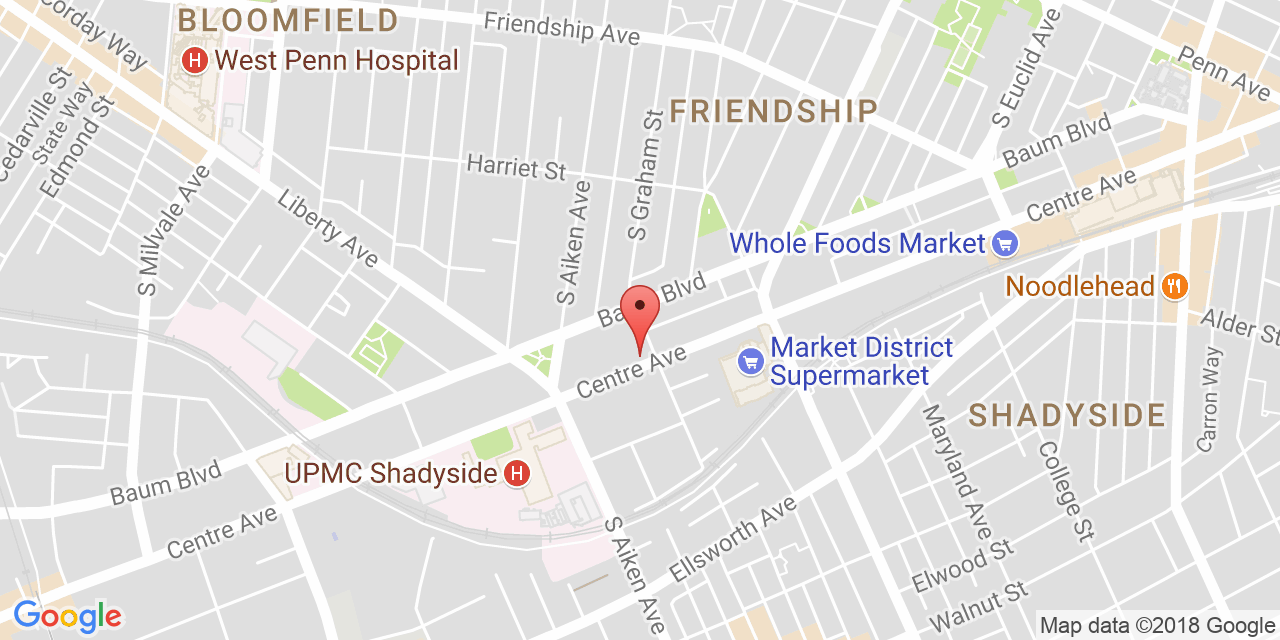 BLOOMFIELD
Friendship Ave
Corday Way
West Penn Hospital
S Euclid Ave
Penn Ave
Cedarville St
State Way
Edmond St
FRIENDSHIP
S Graham St
Baum Blvd
Harriet St
S Aiken Ave
Centre Ave
S Millvale Ave
Liberty Ave
Whole Foods Market
Noodlehead
Blvd
Alder St
Market District
Supermarket
Centre Ave
SHADYSIDE
Carron Way
Maryland Ave
College St
UPMC Shadyside
Baum Blvd
Centre Ave
S Aiken Ave
Ellsworth Ave
Elwood St
Walnut St
Google
Map data ©2018 Google